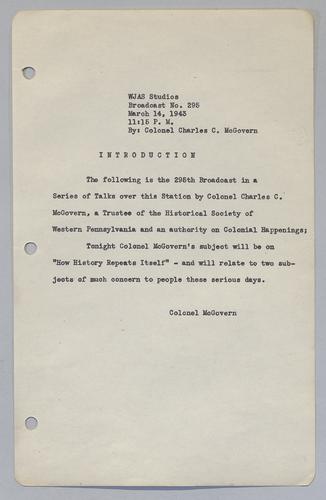 WJAS Studios
Broadcast No. 295
March 14, 1943
11:15 P. M.
By: Colonel Charles C. McGovern
I N T R O D U C T I O N
The following is the 295th Broadcast in a
Series of Talks over this Station by Colonel Charles C.
McGovern, a Trustee of the Historical Society of
Western Pennsylvania and an authority on Colonial Happenings;
Tonight Colonel McGovern's subject will be on
"How History Repeats Itself" - and will relate to two sub-
jects of much concern to people these serious days.
Colonel McGovern